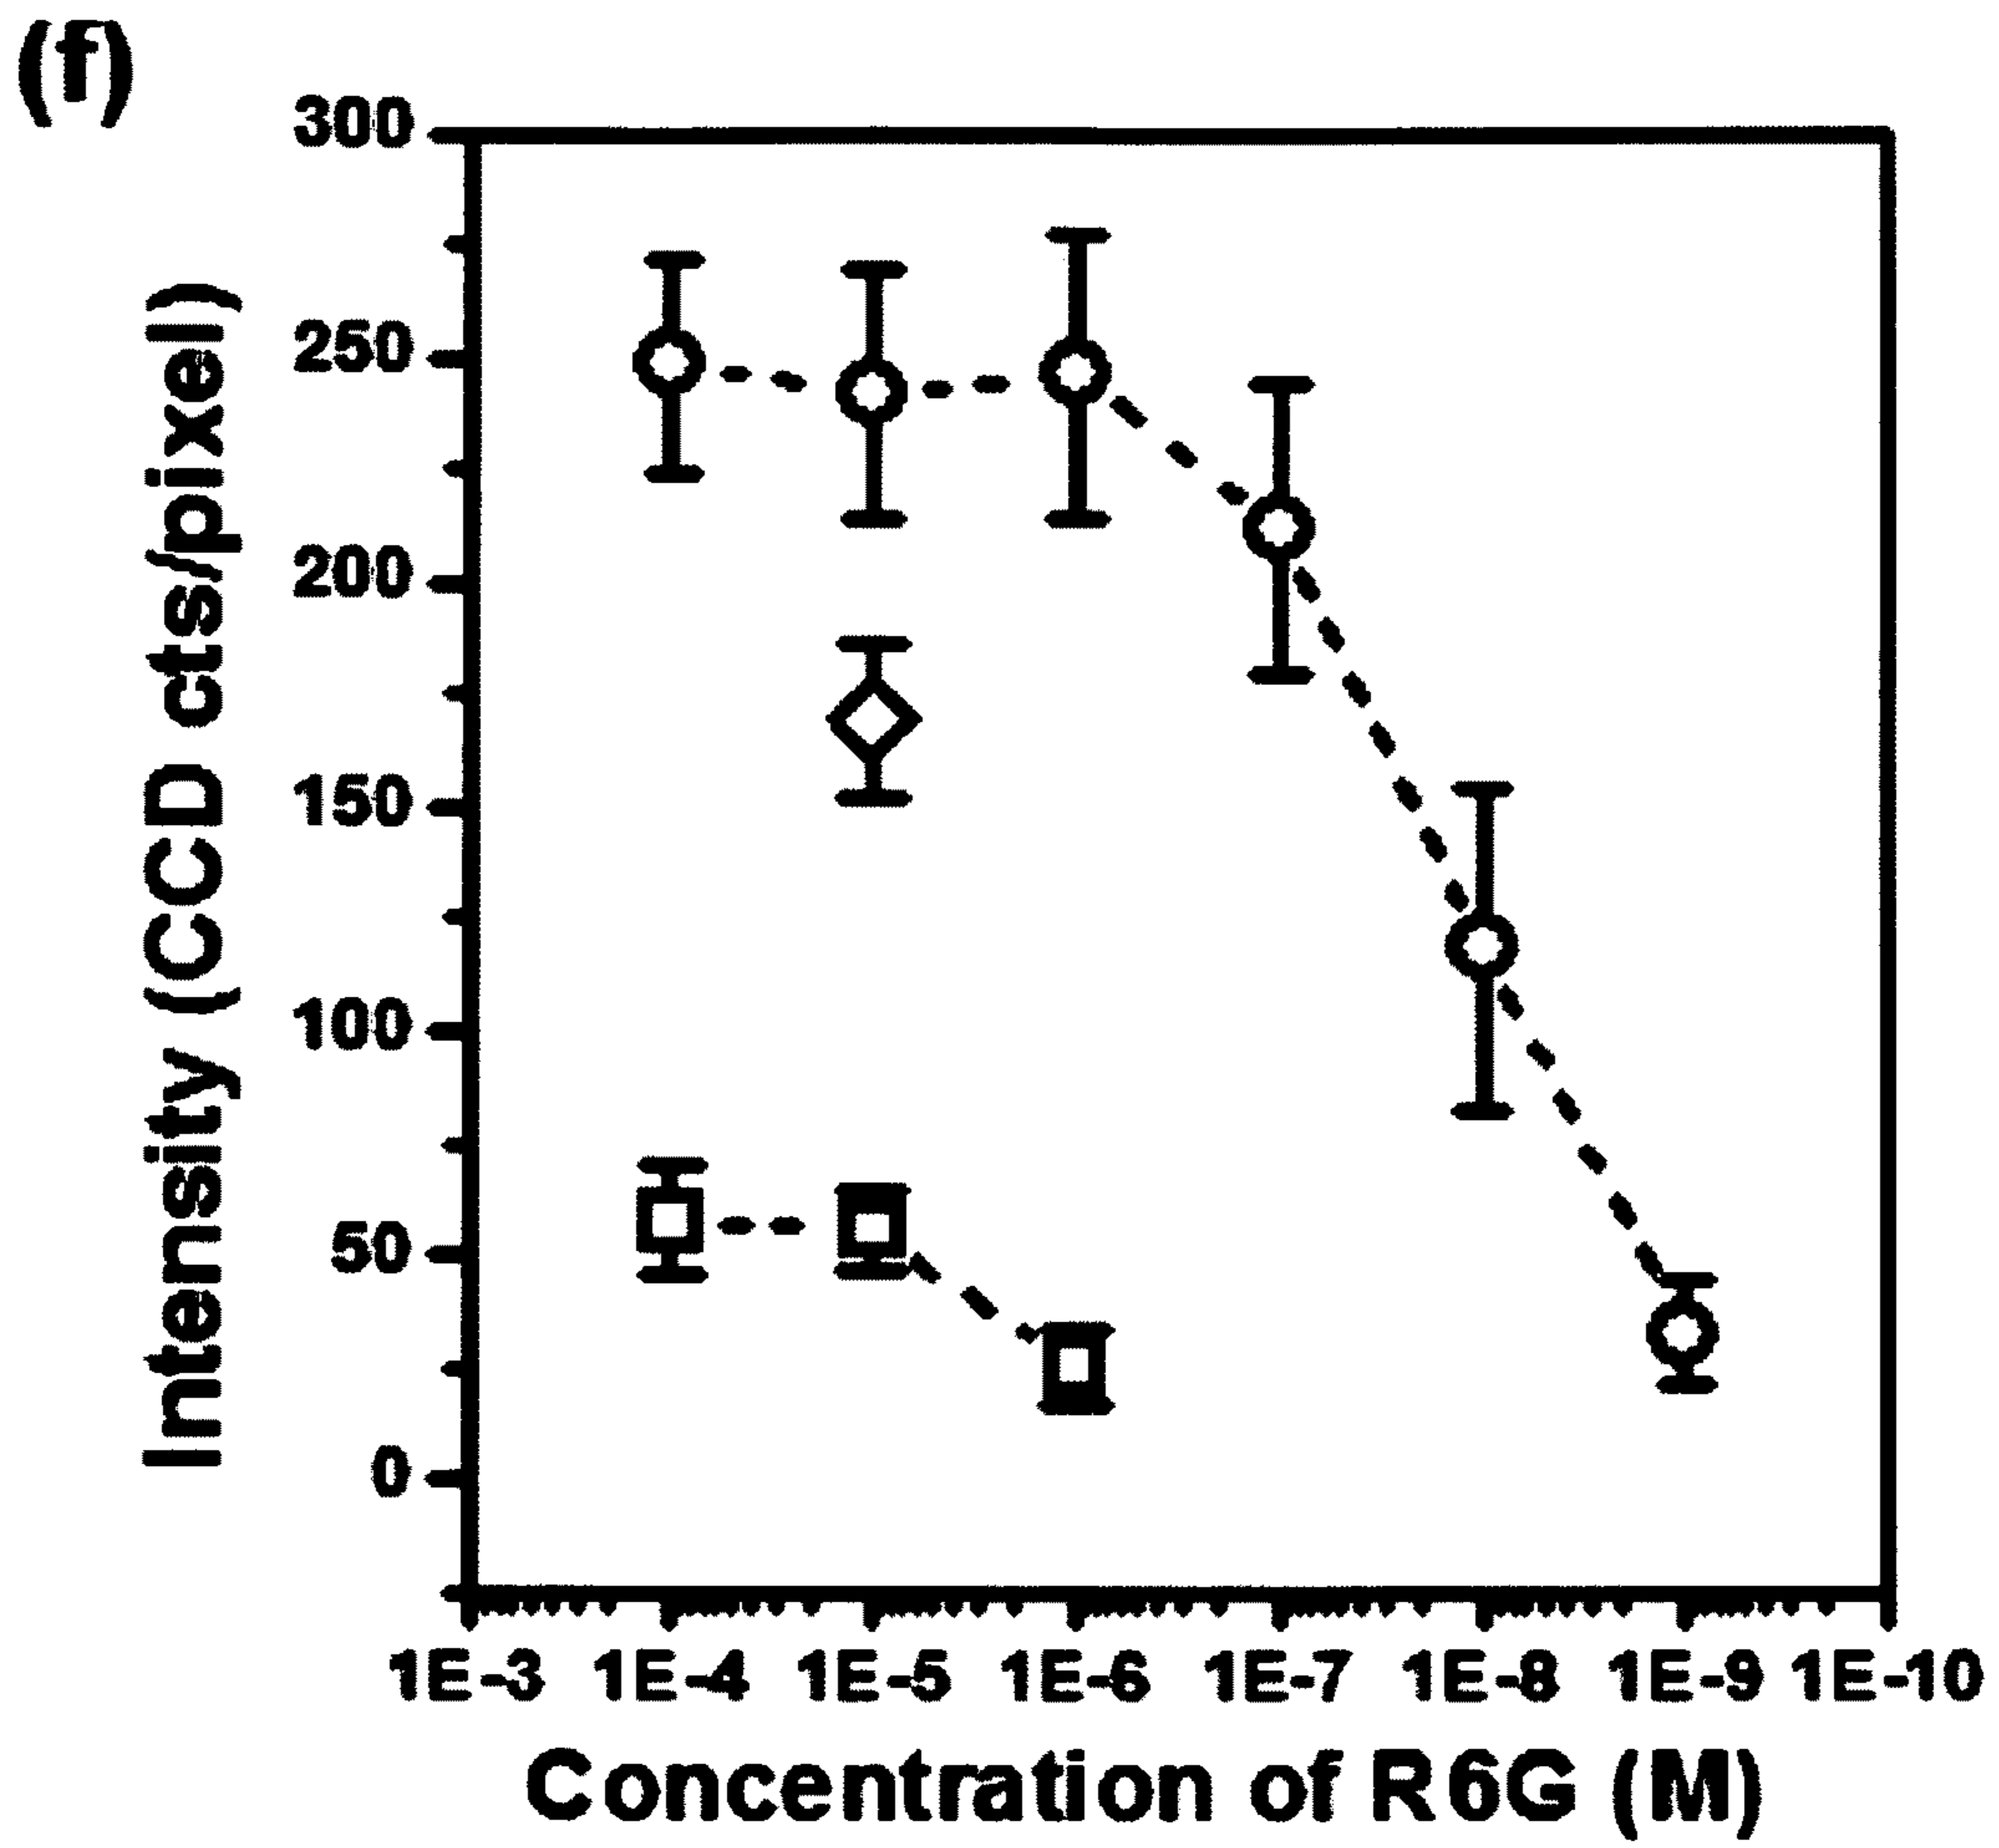 (f)
300
250
200
150
100
50
0
Intensity (CCD cts/pixel)
1E-3 1E-4 1E-5 1E-6 1E-7 1E-8 1E-9 1E-10
Concentration of R6G (M)